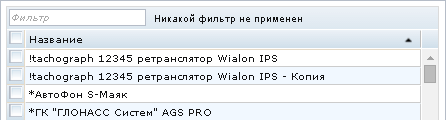 Фильтр Никакой фильтр не применен
Название
!tachograph 12345 ретранслятор Wialon IPS
!tachograph 12345 ретранслятор Wialon IPS - Копия
*АвтоФон S-Маяк
*ГК "ГЛОНАСС Систем" AGS PRO